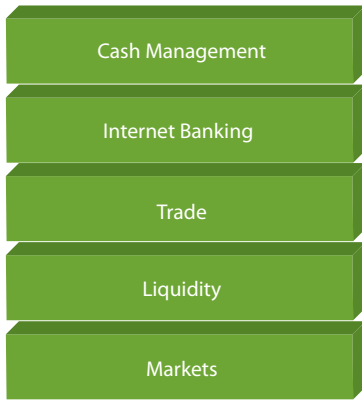 Cash Management
Internet Banking
Trade
Liquidity
Markets